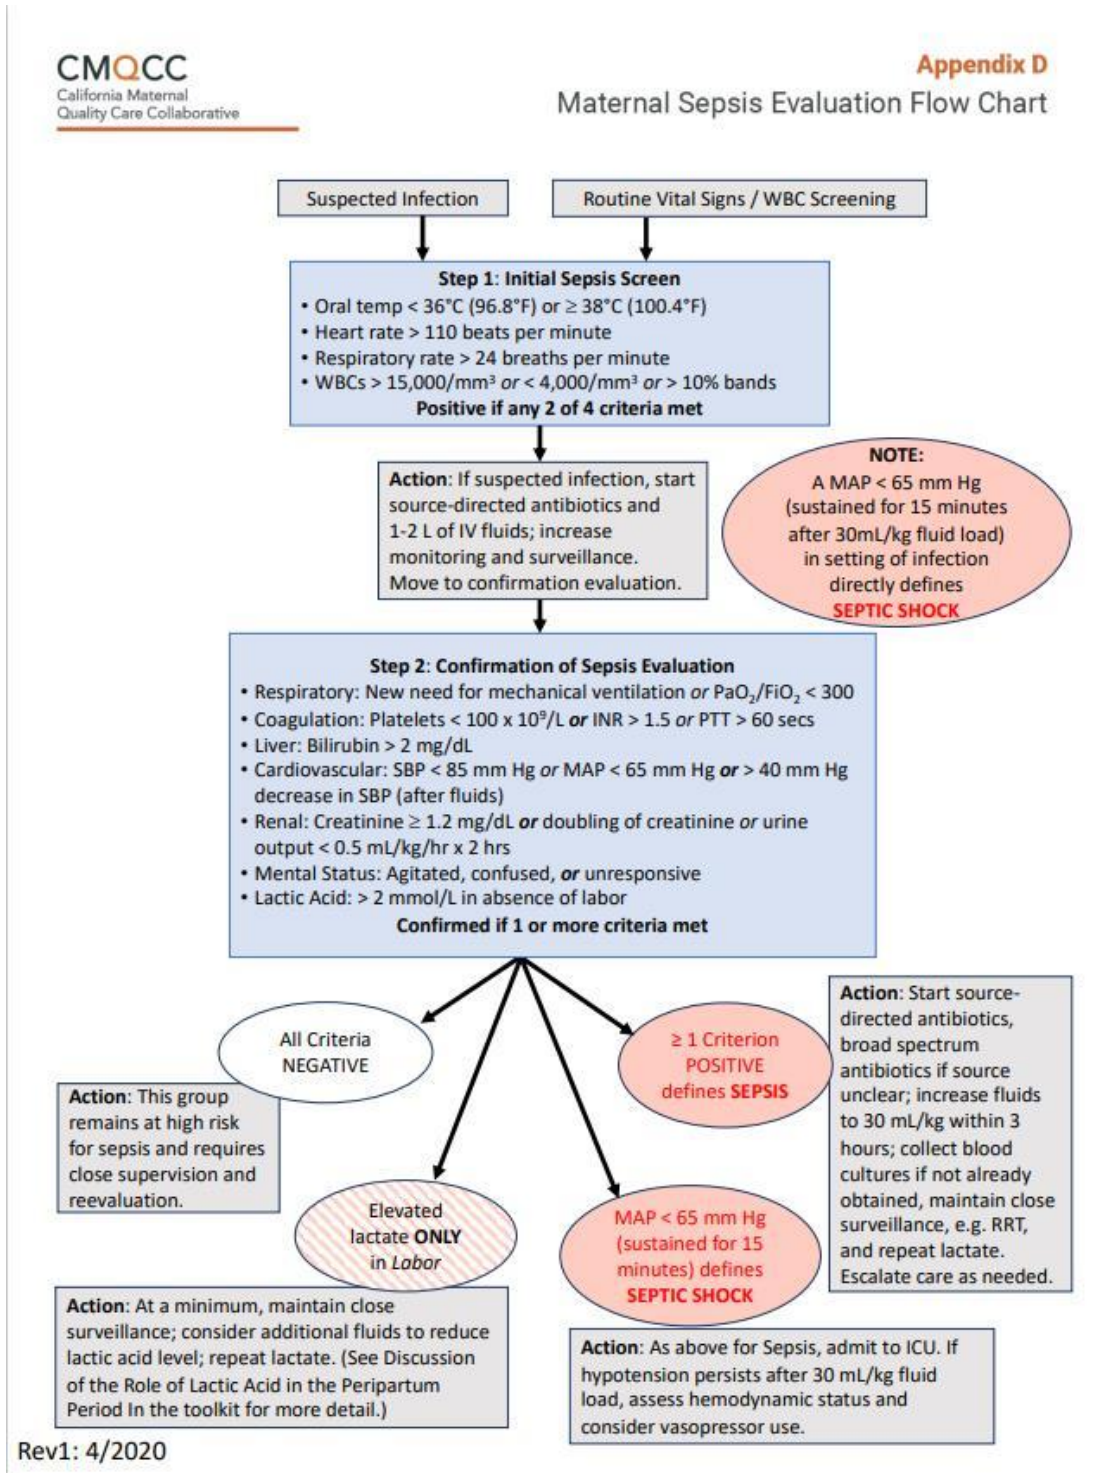 CMQCC
California Maternal
Quality Care Collaborative
Appendix D
Maternal Sepsis Evaluation Flow Chart
Suspected Infection
Routine Vital Signs / WBC Screening
Step 1: Initial Sepsis Screen
• Oral temp < 36°C (96.8°F) or ≥ 38°C (100.4°F)
• Heart rate > 110 beats per minute
• Respiratory rate > 24 breaths per minute
• WBCs > 15,000/mm³ or < 4,000/mm³ or > 10% bands
Positive if any 2 of 4 criteria met
Action: If suspected infection, start
source-directed antibiotics and
1-2 L of IV fluids; increase
monitoring and surveillance.
Move to confirmation evaluation.
NOTE:
A MAP < 65 mm Hg
(sustained for 15 minutes
after 30mL/kg fluid load)
in setting of infection
directly defines
SEPTIC SHOCK
Step 2: Confirmation of Sepsis Evaluation
• Respiratory: New need for mechanical ventilation or PaO₂/FiO₂ < 300
• Coagulation: Platelets < 100 x 10⁹/L or INR > 1.5 or PTT > 60 secs
• Liver: Bilirubin > 2 mg/dL
• Cardiovascular: SBP < 85 mm Hg or MAP < 65 mm Hg or > 40 mm Hg
decrease in SBP (after fluids)
• Renal: Creatinine ≥ 1.2 mg/dL or doubling of creatinine or urine
output < 0.5 mL/kg/hr x 2 hrs
• Mental Status: Agitated, confused, or unresponsive
• Lactic Acid: > 2 mmol/L in absence of labor
Confirmed if 1 or more criteria met
All Criteria
NEGATIVE
Action: This group
remains at high risk
for sepsis and requires
close supervision and
reevaluation.
Elevated
lactate ONLY
in Labor
Action: At a minimum, maintain close
surveillance; consider additional fluids to reduce
lactic acid level; repeat lactate. (See Discussion
of the Role of Lactic Acid in the Peripartum
Period In the toolkit for more detail.)
≥ 1 Criterion
POSITIVE
defines SEPSIS
Action: Start source-
directed antibiotics,
broad spectrum
antibiotics if source
unclear; increase fluids
to 30 mL/kg within 3
hours; collect blood
cultures if not already
obtained, maintain close
surveillance, e.g. RRT,
and repeat lactate.
Escalate care as needed.
MAP < 65 mm Hg
(sustained for 15
minutes) defines
SEPTIC SHOCK
Action: As above for Sepsis, admit to ICU. If
hypotension persists after 30 mL/kg fluid
load, assess hemodynamic status and
consider vasopressor use.
Rev1: 4/2020